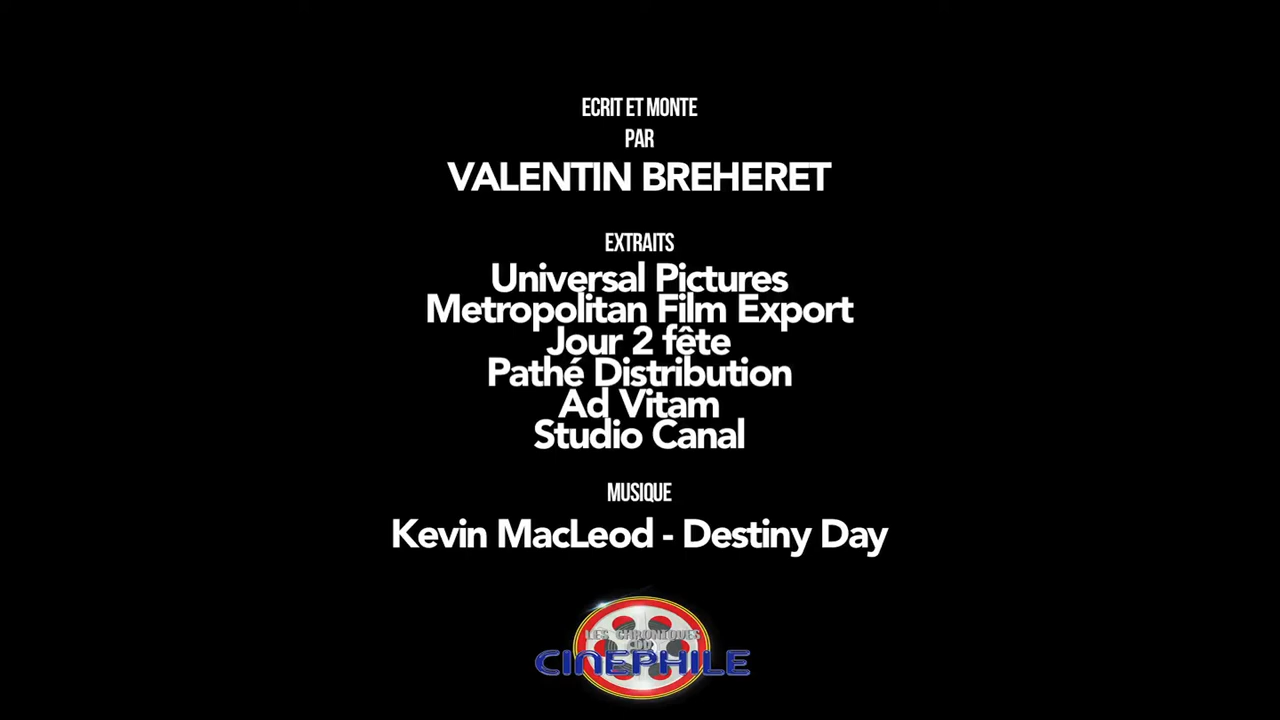 ECRIT ET MONTE
PAR
VALENTIN BREHERET
EXTRAITS
Universal Pictures
Metropolitan Film Export
Jour 2 fête
Pathé Distribution
Ad Vitam
Studio Canal
MUSIQUE
Kevin MacLeod - Destiny Day
LES CHRONIQUES
DU
CINEPHILE